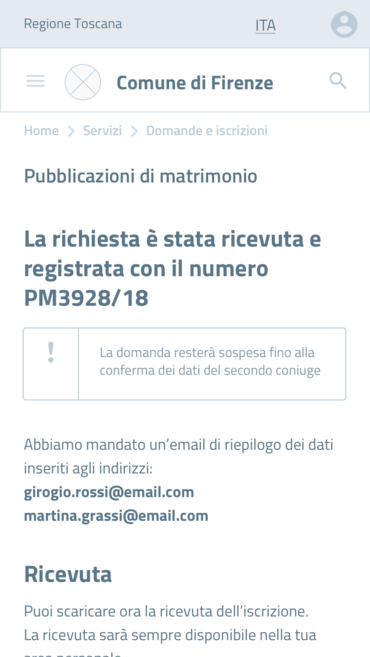 Regione Toscana
ITA
Comune di Firenze
Home > Servizi > Domande e iscrizioni
Pubblicazioni di matrimonio
La richiesta è stata ricevuta e
registrata con il numero
PM3928/18
!
La domanda resterà sospesa fino alla
conferma dei dati del secondo coniuge
Abbiamo mandato un’email di riepilogo dei dati
inseriti agli indirizzi:
girogio.rossi@email.com
martina.grassi@email.com
Ricevuta
Puoi scaricare ora la ricevuta dell’iscrizione.
La ricevuta sarà sempre disponibile nella tua
area personale